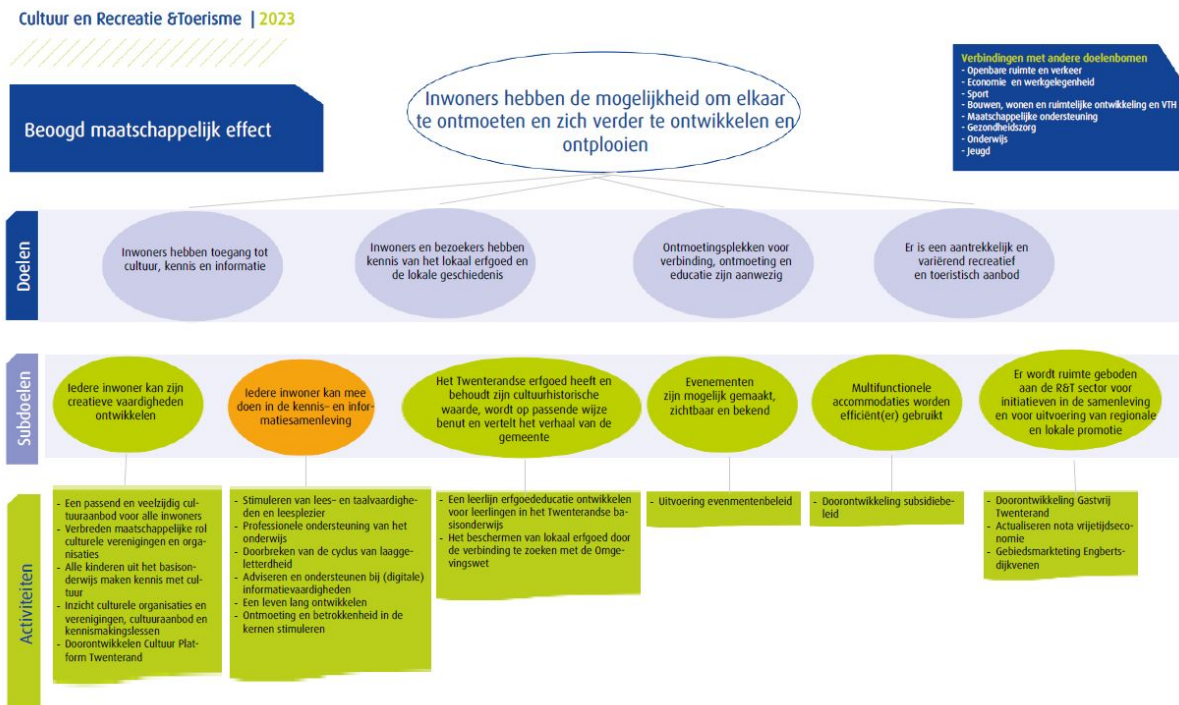 Cultuur en Recreatie &Toerisme | 2023
Beoogd maatschappelijk effect
Inwoners hebben de mogelijkheid om elkaar
te ontmoeten en zich verder te ontwikkelen en
ontplooien
Verbindingen met andere doelenbomen
- Openbare ruimte en verkeer
- Economie en werkgelegenheid
- Sport
- Bouwen, wonen en ruimtelijke ontwikkeling en VTH
- Maatschappelijke ondersteuning
- Gezondheidszorg
- Onderwijs
- Jeugd
Doelen
Inwoners hebben toegang tot
cultuur, kennis en informatie
Inwoners en bezoekers hebben
kennis van het lokaal erfgoed en
de lokale geschiedenis
Ontmoetingsplekken voor
verbinding, ontmoeting en
educatie zijn aanwezig
Er is een aantrekkelijk en
variërend recreatief
en toeristisch aanbod
Subdoelen
Iedere inwoner kan zijn
creatieve vaardigheden
ontwikkelen
Iedere inwoner kan mee
doen in de kennis- en infor-
matiesamenleving
Het Twenterandse erfgoed heeft en
behoudt zijn cultuurhistorische
waarde, wordt op passende wijze
benut en vertelt het verhaal van de
gemeente
Evenementen
zijn mogelijk gemaakt,
zichtbaar en bekend
Multifunctionele
accommodaties worden
efficiënt(er) gebruikt
Er wordt ruimte geboden
aan de R&T sector voor
initiatieven in de samenleving
en voor uitvoering van regionale
en lokale promotie
Activiteiten
- Een passend en veelzijdig cul-
tuuraanbod voor alle inwoners
- Verbreden maatschappelijke rol
culturele verenigingen en orga-
nisaties
- Alle kinderen uit het basison-
derwijs maken kennis met cul-
tuur
- Inzicht culturele organisaties en
verenigingen, cultuuraanbod en
kennismakingslessen
- Doorontwikkelen Cultuur Plat-
form Twenterand
- Stimuleren van lees- en taalvaardighe-
den en leesplezier
- Professionele ondersteuning van het
onderwijs
- Doorbreken van de cyclus van laagge-
letterdheid
- Adviseren en ondersteunen bij (digitale)
informatievaardigheden
- Een leven lang ontwikkelen
- Ontmoeting en betrokkenheid in de
kernen stimuleren
- Een leerlijn erfgoededucatie ontwikkelen
voor leerlingen in het Twenterandse ba-
sisonderwijs
- Het beschermen van lokaal erfgoed door
de verbinding te zoeken met de Omge-
vingswet
- Uitvoering evenmentenbeleid
- Doorontwikkeling subsidiebe-
leid
- Doorontwikkeling Gastvrij
Twenterand
- Actualiseren nota vrijetijdseco-
nomie
- Gebiedsmarkteting Engberts-
dijkvenen